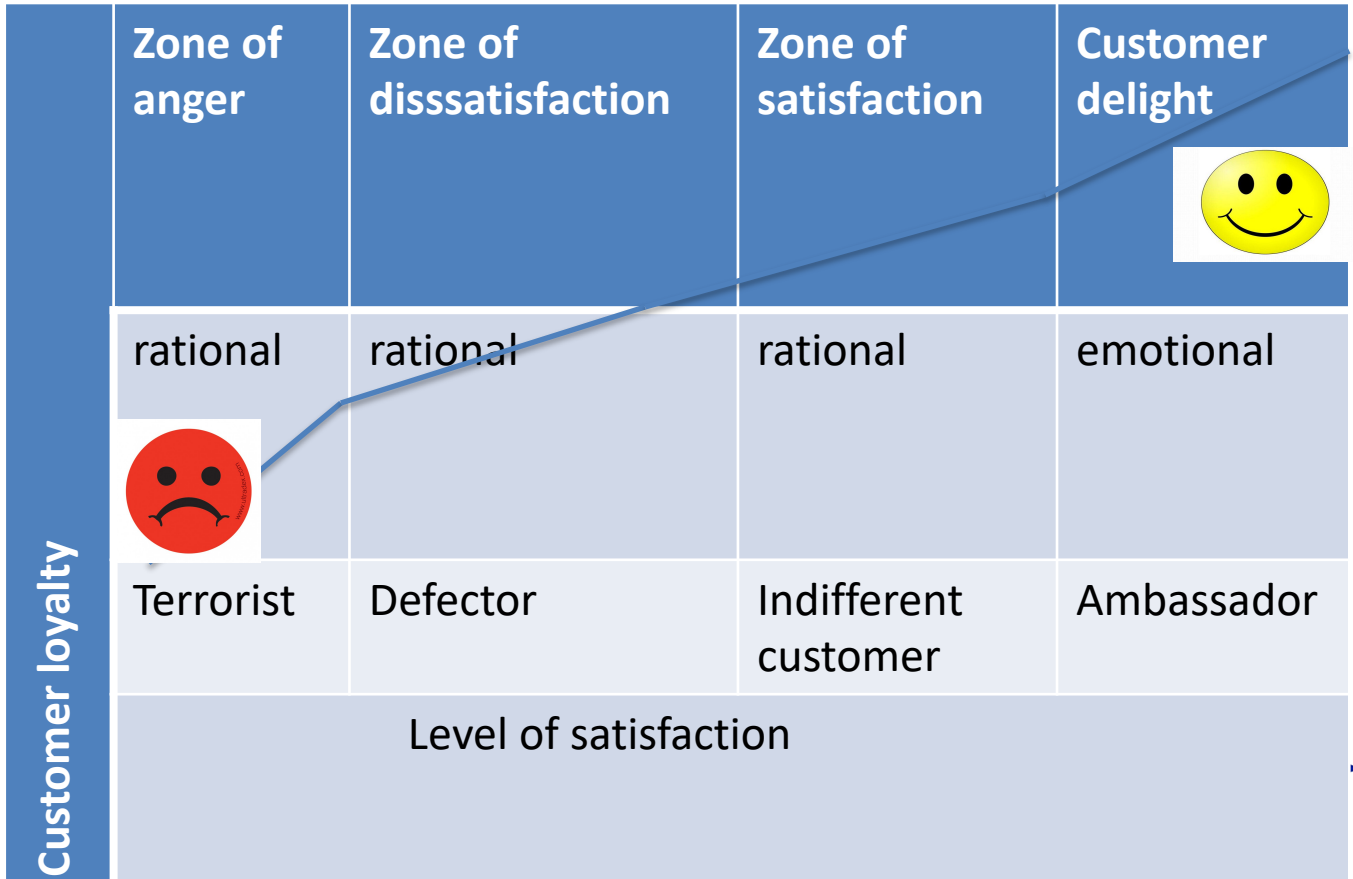 Zone of
anger
Zone of
disssatisfaction
Zone of
satisfaction
Customer
delight
rational
rational
rational
emotional
Terrorist
Defector
Indifferent
customer
Ambassador
Level of satisfaction
Customer loyalty